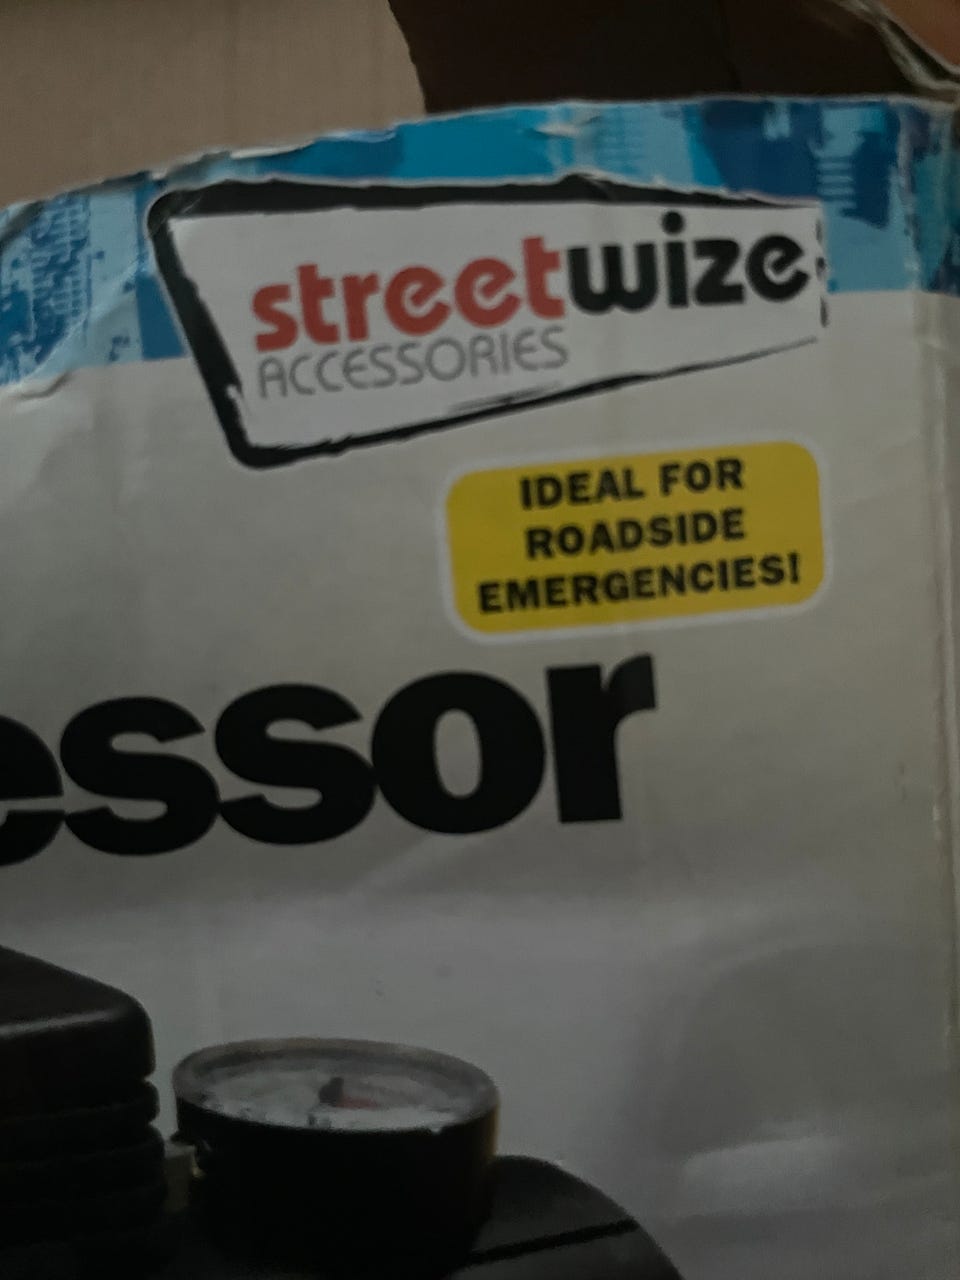 streetwize
ACCESSORIES
IDEAL FOR
ROADSIDE
EMERGENCIES!
essor